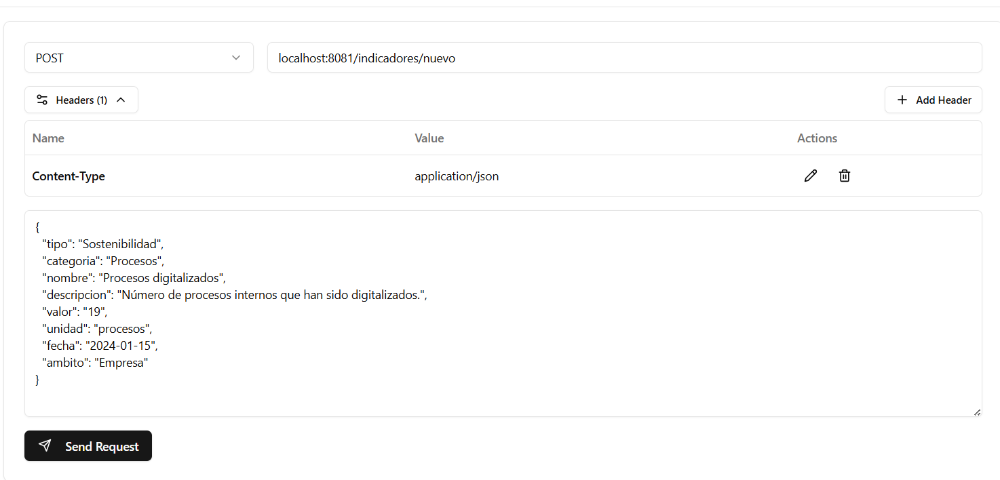 POST
localhost:8081/indicadores/nuevo
Headers (1)
Add Header
Name Value Actions
Content-Type application/json
{
"tipo": "Sostenibilidad",
"categoria": "Procesos",
"nombre": "Procesos digitalizados",
"descripcion": "Número de procesos internos que han sido digitalizados.",
"valor": "19",
"unidad": "procesos",
"fecha": "2024-01-15",
"ambito": "Empresa"
}
Send Request